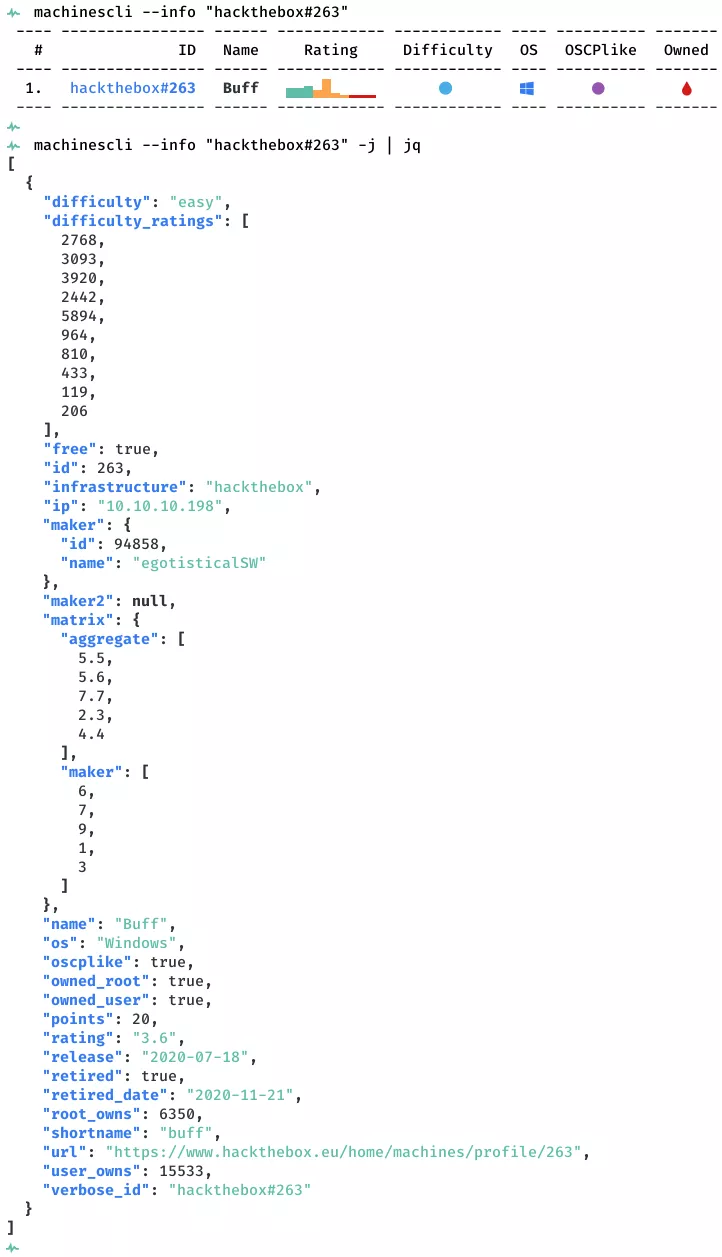 machinescli --info "hackthebox#263"
---- ---------------- ------ ------------ ------------ ---- ---------- -------
# ID Name Rating Difficulty OS OSCPlike Owned
---- ---------------- ------ ------------ ------------ ---- ---------- -------
1. hackthebox#263 Buff
---- ---------------- ------ ------------ ------------ ---- ---------- -------
machinescli --info "hackthebox#263" -j | jq
[
  {
    "difficulty": "easy",
    "difficulty_ratings": [
      2768,
      3093,
      3920,
      2442,
      5894,
      964,
      810,
      433,
      119,
      206
    ],
    "free": true,
    "id": 263,
    "infrastructure": "hackthebox",
    "ip": "10.10.10.198",
    "maker": {
      "id": 94858,
      "name": "egotisticalSW"
    },
    "maker2": null,
    "matrix": {
      "aggregate": [
        5.5,
        5.6,
        7.7,
        2.3,
        4.4
      ],
      "maker": [
        6,
        7,
        9,
        1,
        3
      ]
    },
    "name": "Buff",
    "os": "Windows",
    "oscplike": true,
    "owned_root": true,
    "owned_user": true,
    "points": 20,
    "rating": "3.6",
    "release": "2020-07-18",
    "retired": true,
    "retired_date": "2020-11-21",
    "root_owns": 6350,
    "shortname": "buff",
    "url": "https://www.hackthebox.eu/home/machines/profile/263",
    "user_owns": 15533,
    "verbose_id": "hackthebox#263"
  }
]